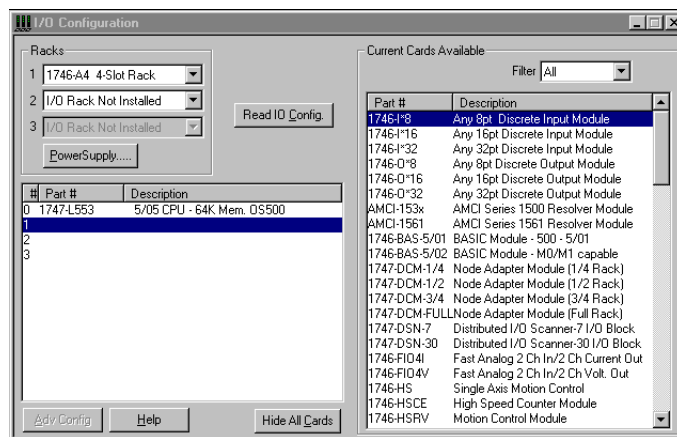 I/O Configuration
Racks
1 1746-A4 4-Slot Rack
2 I/O Rack Not Installed
3 I/O Rack Not Installed
PowerSupply.....
Read IO Config.
# Part # Description
0 1747-L553 5/05 CPU - 64K Mem. OS500
1
2
3
Adv Config
Help
Hide All Cards
Current Cards Available
Filter All
Part # Description
1746-I*8 Any 8pt Discrete Input Module
1746-I*16 Any 16pt Discrete Input Module
1746-I*32 Any 32pt Discrete Input Module
1746-O*8 Any 8pt Discrete Output Module
1746-O*16 Any 16pt Discrete Output Module
1746-O*32 Any 32pt Discrete Output Module
AMCI-153x AMCI Series 1500 Resolver Module
AMCI-1561 AMCI Series 1561 Resolver Module
1746-BAS-5/01 BASIC Module - 500 - 5/01
1746-BAS-5/02 BASIC Module - M0/M1 capable
1747-DCM-1/4 Node Adapter Module (1/4 Rack)
1747-DCM-1/2 Node Adapter Module (1/2 Rack)
1747-DCM-3/4 Node Adapter Module (3/4 Rack)
1747-DCM-FULL Node Adapter Module (Full Rack)
1747-DSN-7 Distributed I/O Scanner-7 I/O Block
1747-DSN-30 Distributed I/O Scanner-30 I/O Block
1746-FIO4I Fast Analog 2 Ch In/2 Ch Current Out
1746-FIO4V Fast Analog 2 Ch In/2 Ch Volt. Out
1746-HS Single Axis Motion Control
1746-HSCE High Speed Counter Module
1746-HSRV Motion Control Module